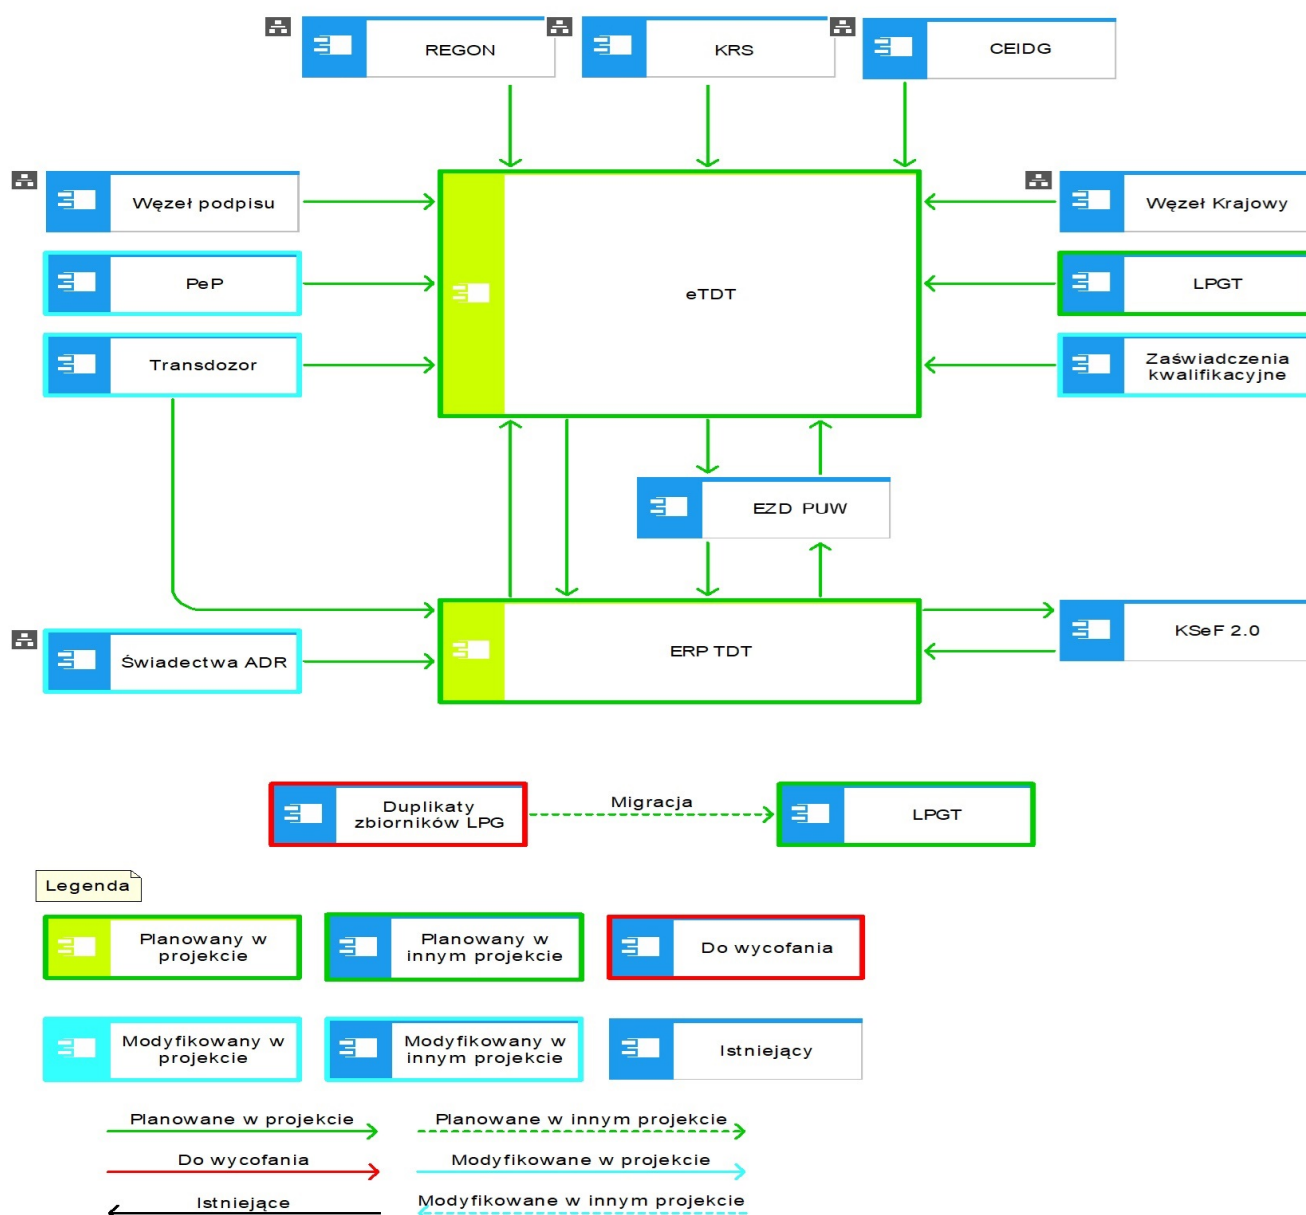 REGON
KRS
CEIDG
Węzeł podpisu
Węzeł Krajowy
PeP
eTDT
LPGT
Transdozor
Zaświadczenia
kwalifikacyjne
EZD PUW
Świadectwa ADR
ERP TDT
KSeF 2.0
Duplikaty
zbiorników LPG
Migracja
LPGT
Legenda
Planowany w
projekcie
Planowany w
innym projekcie
Do wycofania
Modyfikowany w
projekcie
Modyfikowany w
innym projekcie
Istniejący
Planowane w projekcie
Planowane w innym projekcie
Do wycofania
Modyfikowane w projekcie
Istniejące
Modyfikowane w innym projekcie